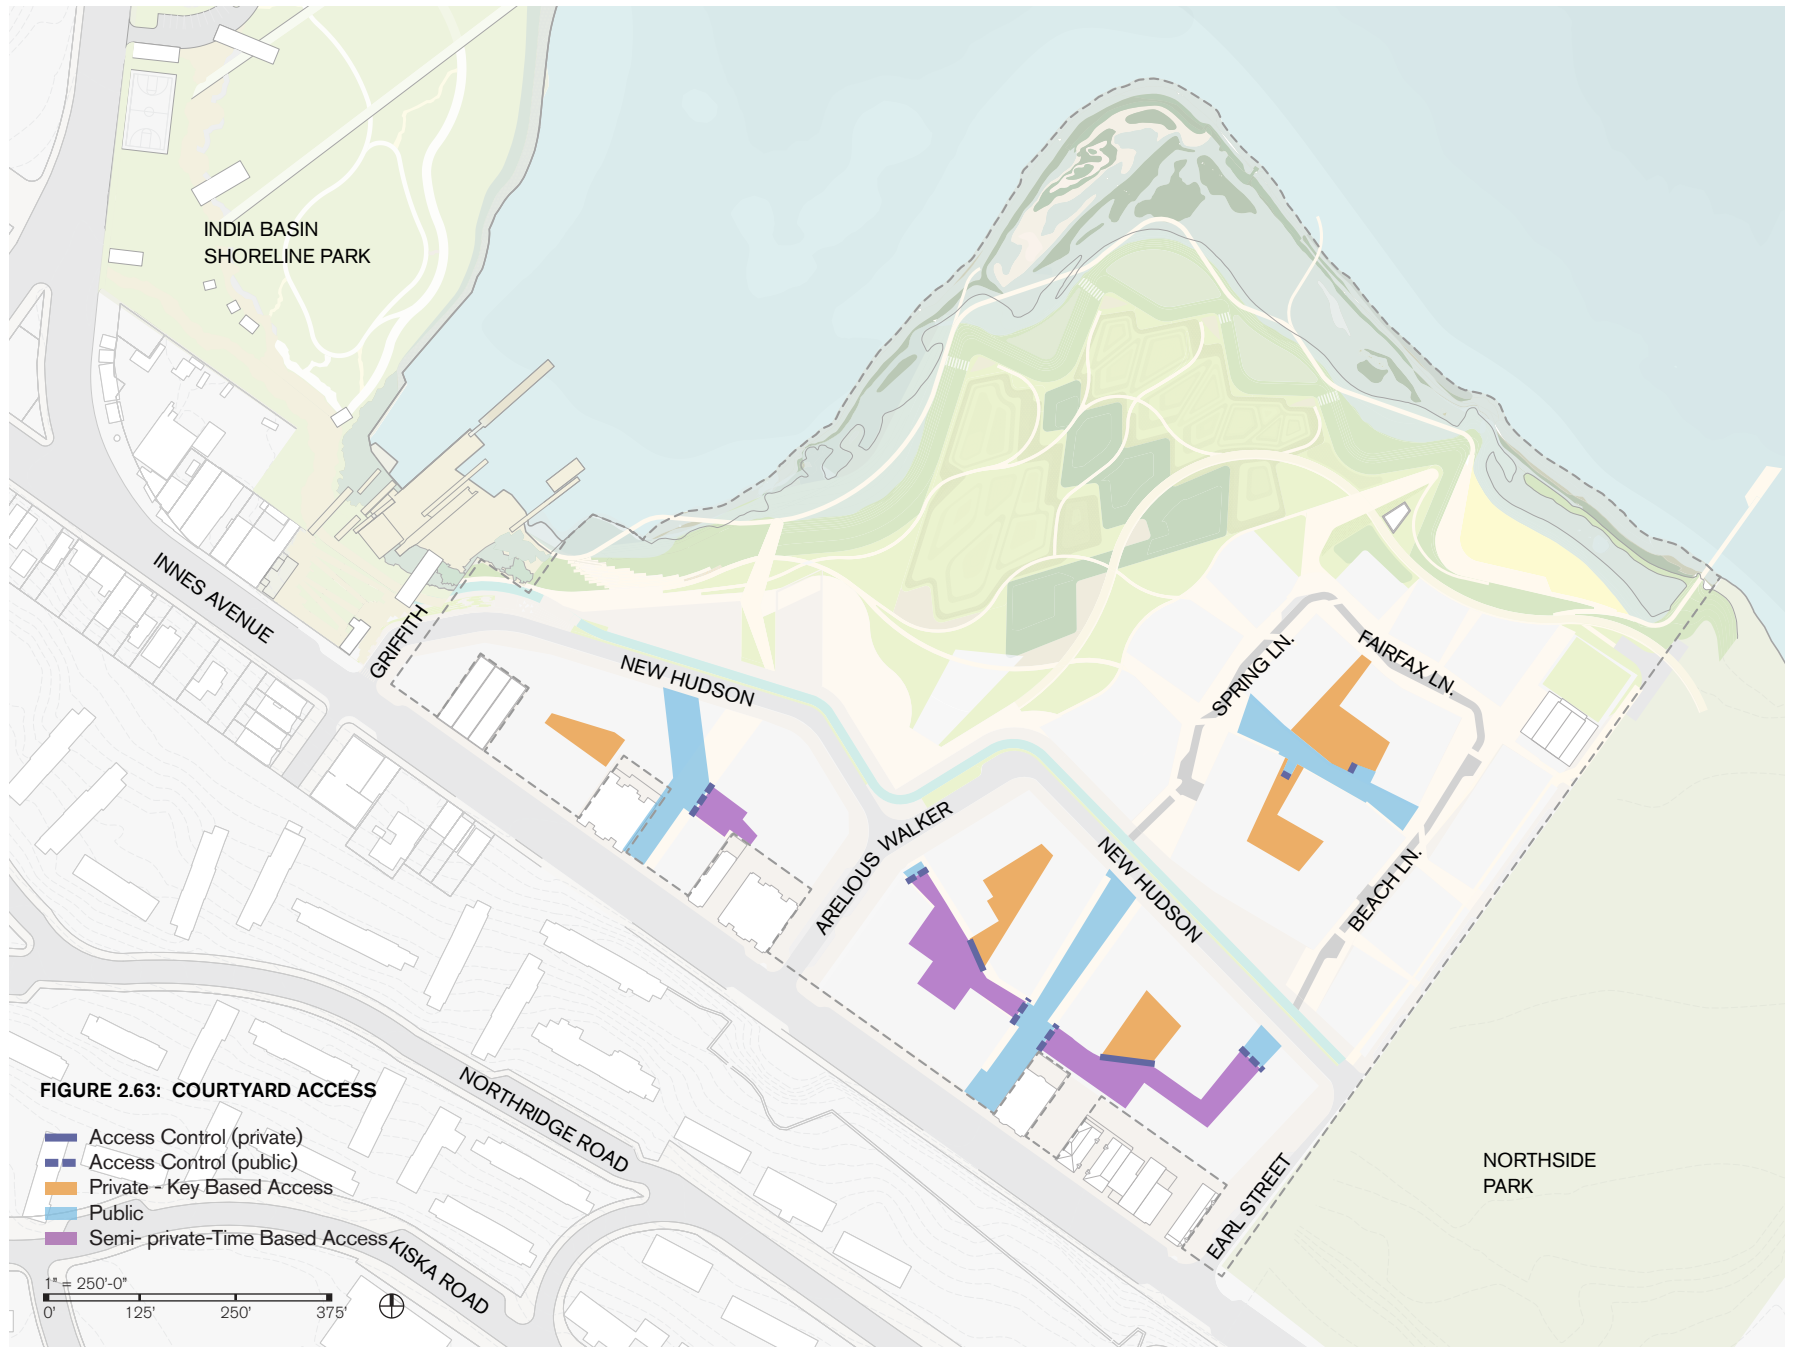 INDIA BASIN
SHORELINE PARK
INNES AVENUE
GRIFFITH
NEW HUDSON
SPRING LN.
FAIRFAX LN.
ARELIOUS WALKER
NEW HUDSON
BEACH LN.
NORTHRIDGE ROAD
KISKA ROAD
EARL STREET
NORTHSIDE
PARK
FIGURE 2.63: COURTYARD ACCESS
Access Control (private)
Access Control (public)
Private - Key Based Access
Public
Semi- private-Time Based Access
1" = 250'-0"
0' 125' 250' 375'